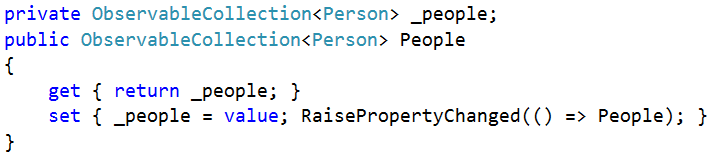 private ObservableCollection<Person> _people;
public ObservableCollection<Person> People
{
    get { return _people; }
    set { _people = value; RaisePropertyChanged(() => People); }
}